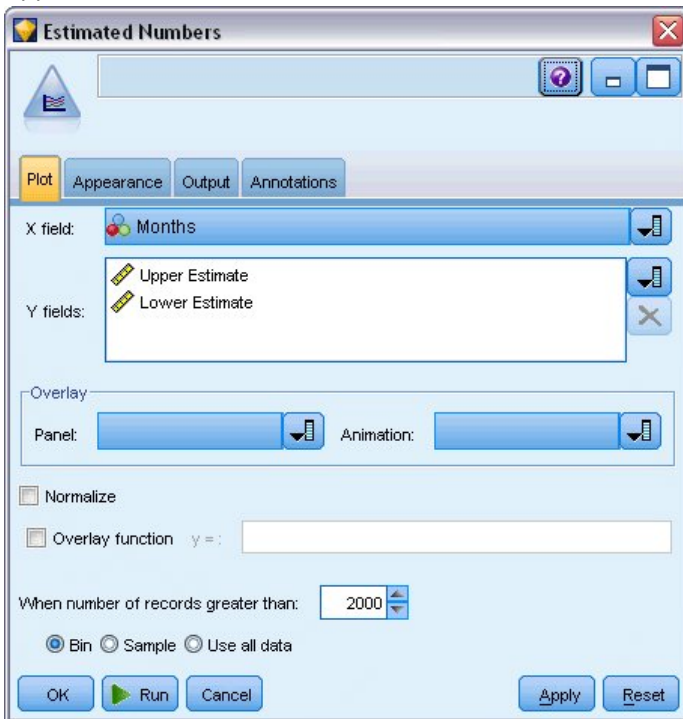 Estimated Numbers
Plot Appearance Output Annotations
X field: Months
Y fields:
Upper Estimate
Lower Estimate
Overlay
Panel: Animation:
Normalize
Overlay function y = :
When number of records greater than: 2000
Bin Sample Use all data
OK Run Cancel Apply Reset